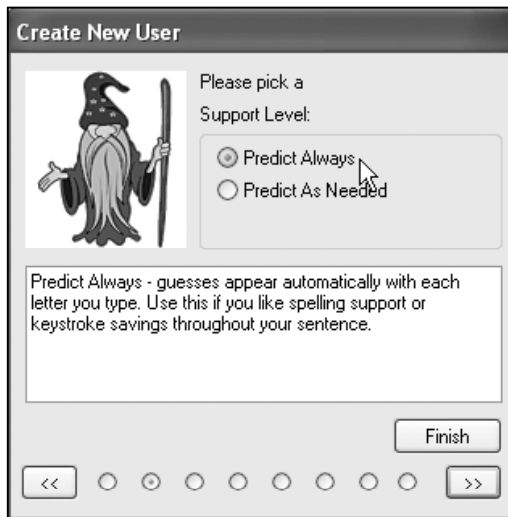 Create New User
Please pick a
Support Level:
Predict Always
Predict As Needed
Predict Always - guesses appear automatically with each
letter you type. Use this if you like spelling support or
keystroke savings throughout your sentence.
Finish
<< >>